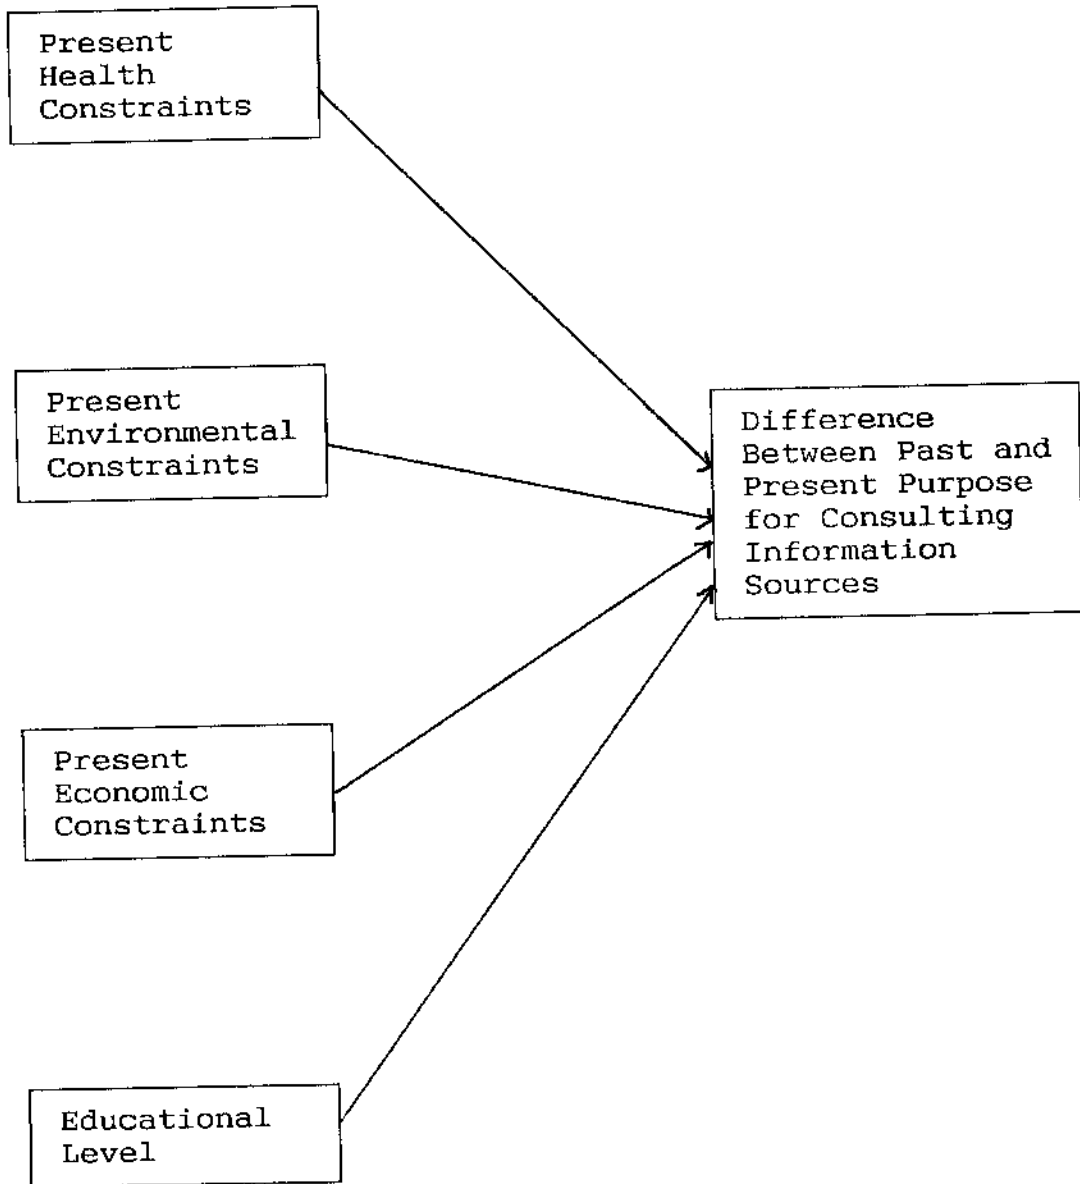 Present
Health
Constraints
Present
Environmental
Constraints
Difference
Between Past and
Present Purpose
for Consulting
Information
Sources
Present
Economic
Constraints
Educational
Level